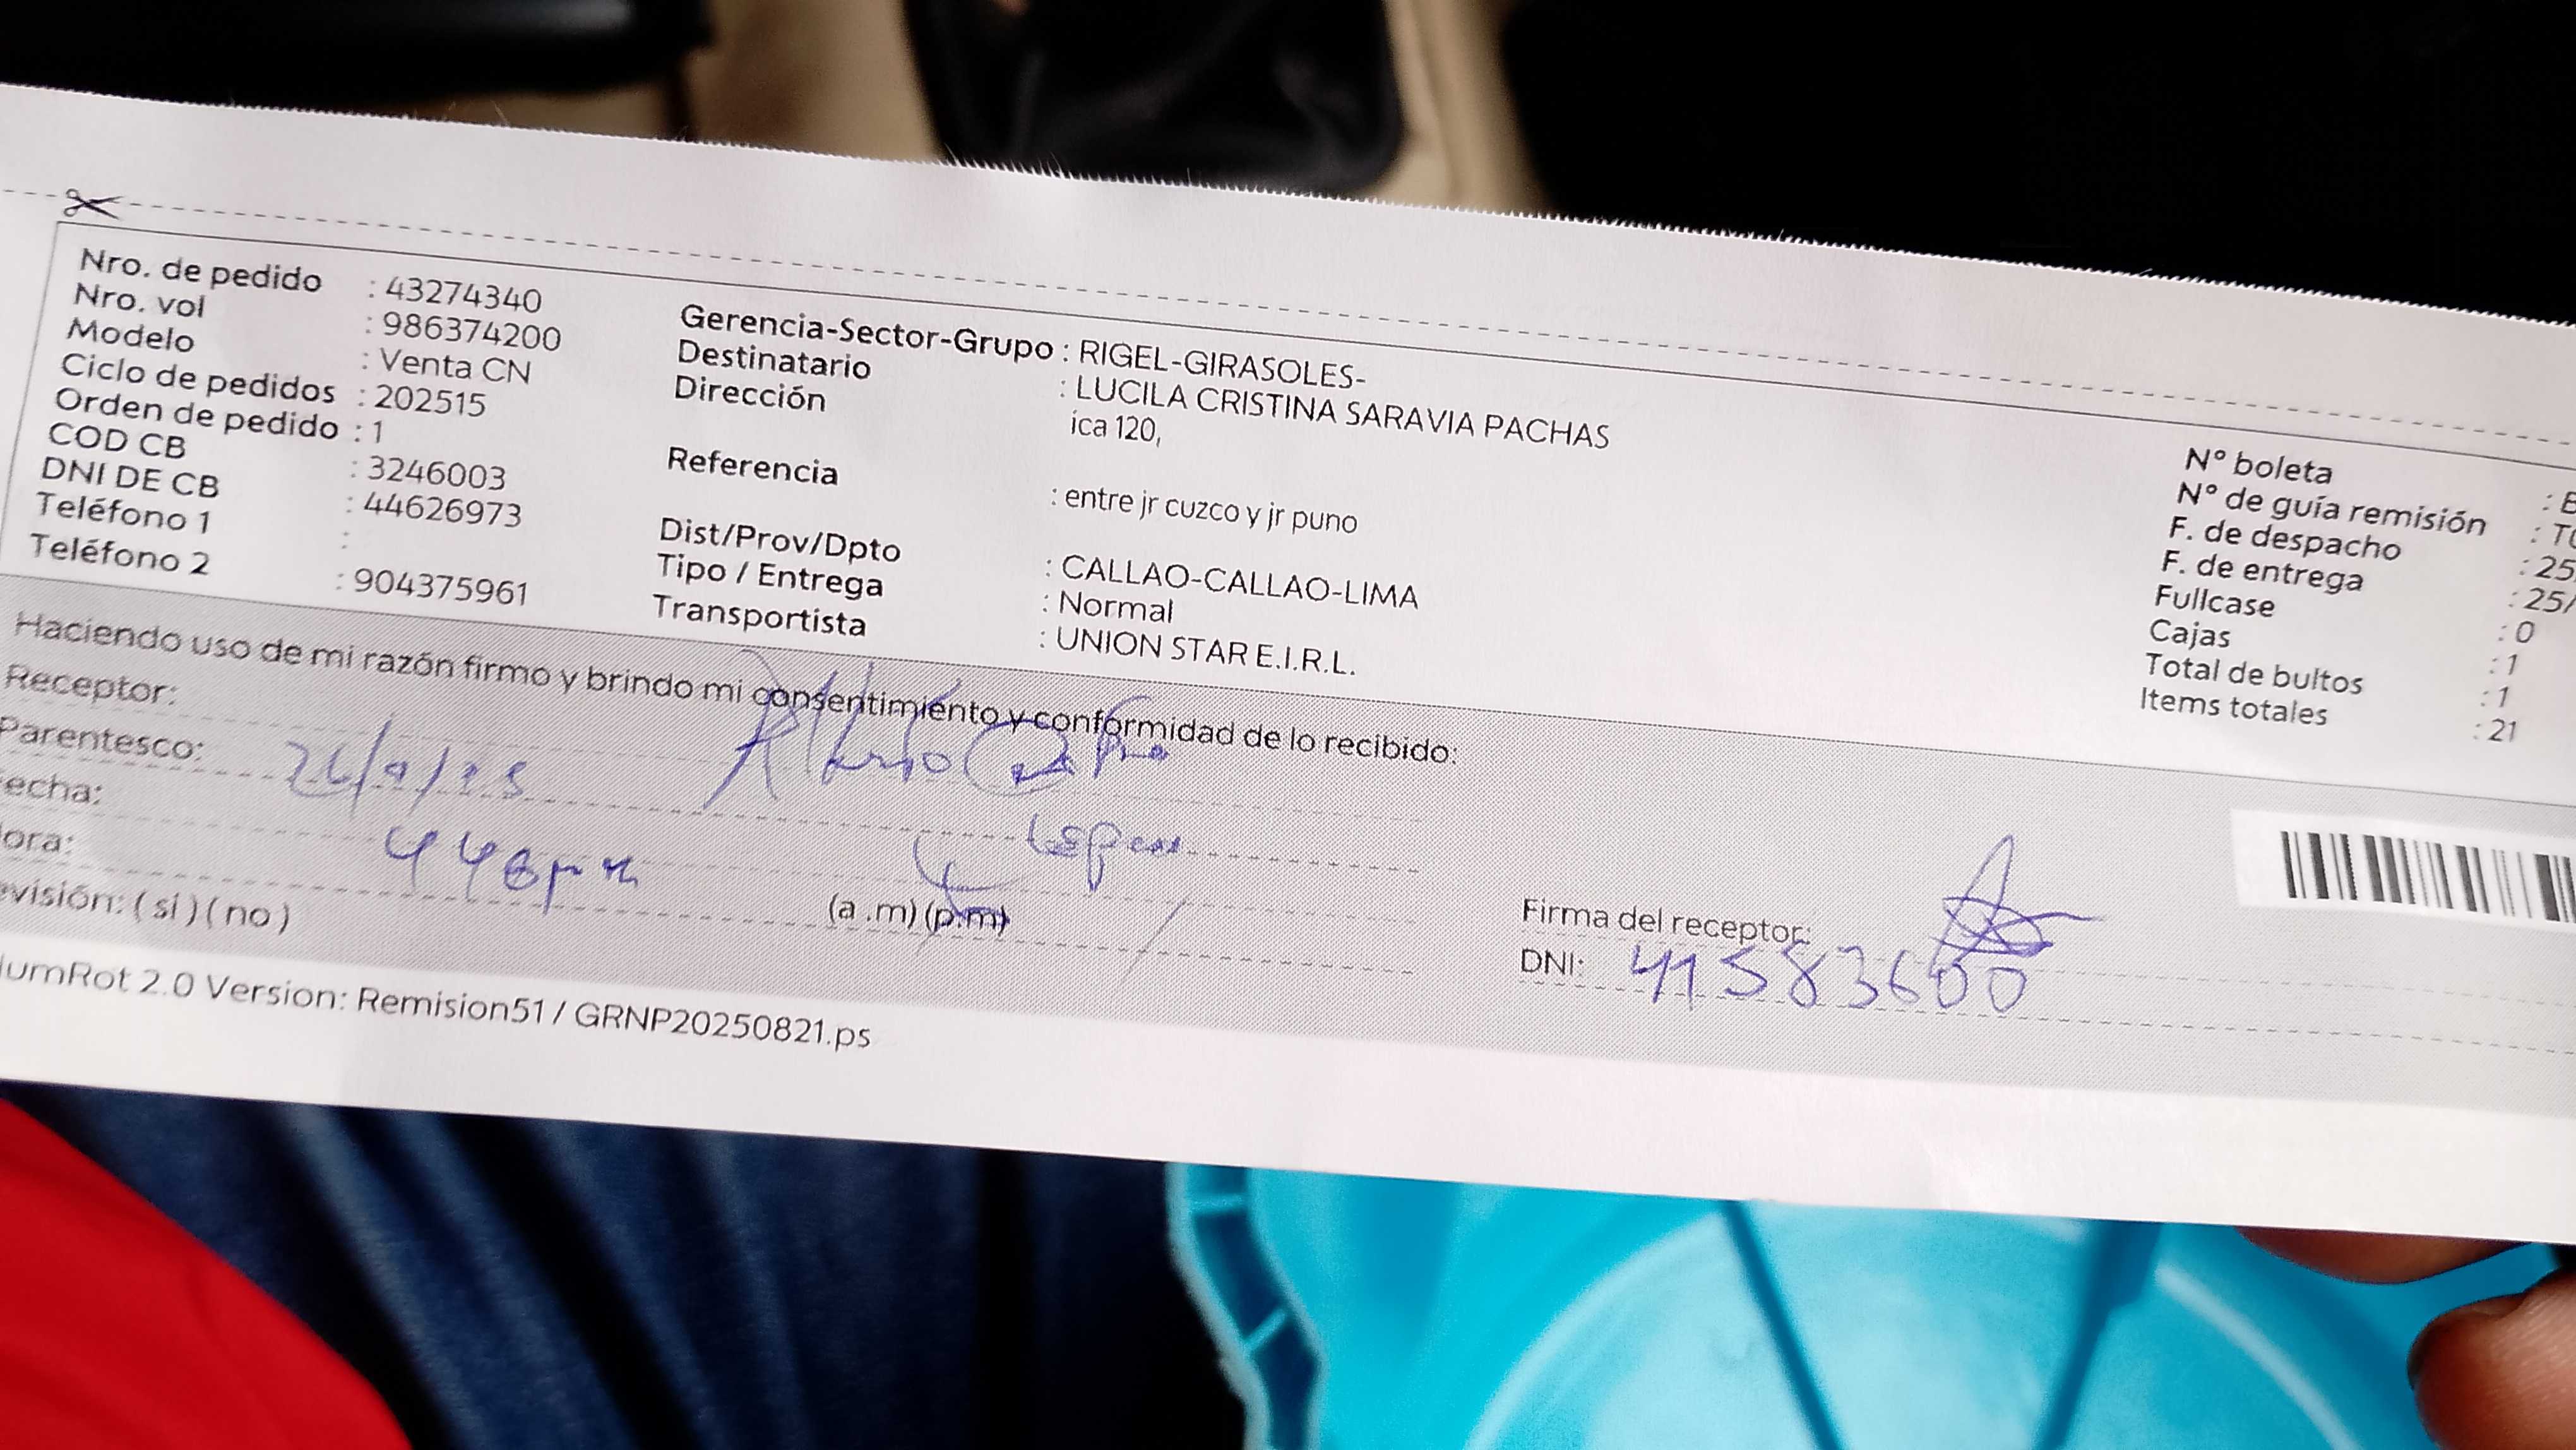 Nro. de pedido : 43274340
Nro. vol : 986374200
Modelo : Venta CN
Ciclo de pedidos : 202515
Orden de pedido : 1
COD CB : 3246003
DNI DE CB : 44626973
Teléfono 1 :
Teléfono 2 : 904375961
Gerencia-Sector-Grupo : RIGEL-GIRASOLES-
Destinatario : LUCILA CRISTINA SARAVIA PACHAS
Dirección ica 120,
Referencia : entre jr cuzco y jr puno
Dist/Prov/Dpto : CALLAO-CALLAO-LIMA
Tipo / Entrega : Normal
Transportista : UNION STAR E.I.R.L.
N° boleta :
N° de guía remisión :
F. de despacho : 25
F. de entrega : 25/
Fullcase : 0
Cajas : 1
Total de bultos : 1
Items totales : 21
Haciendo uso de mi razón firmo y brindo mi consentimiento y conformidad de lo recibido:
Receptor:
Parentesco:
echa:
ora: (a .m) (p.m)
evisión: ( si ) ( no )
Firma del receptor:
DNI: 41583600
umRot 2.0 Version: Remision51 / GRNP20250821.ps